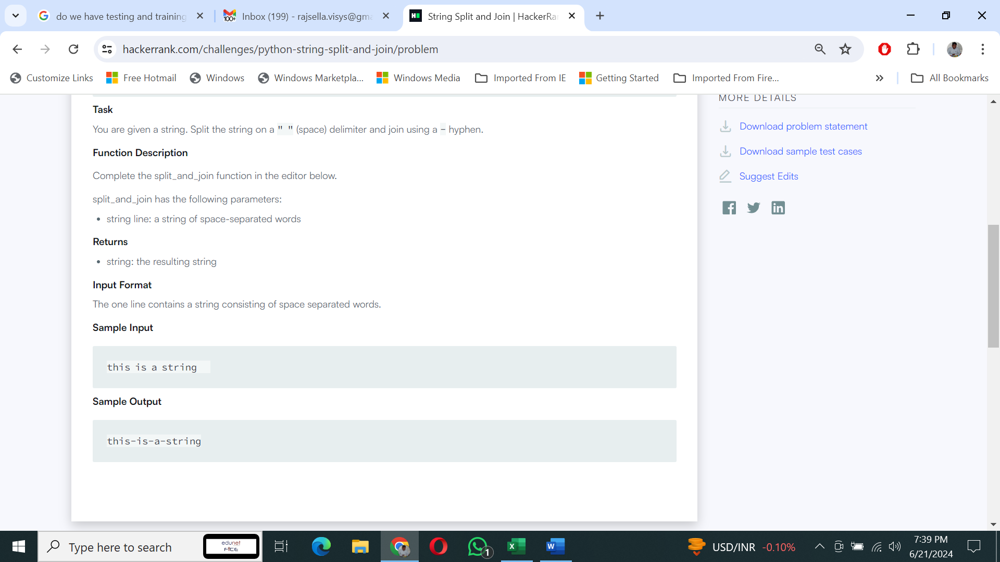 do we have testing and training
Inbox (199) - rajsella.visys@gma
String Split and Join | HackerRa
hackerrank.com/challenges/python-string-split-and-join/problem
Customize Links
Free Hotmail
Windows
Windows Marketpla...
Windows Media
Imported From IE
Getting Started
Imported From Fire...
»
All Bookmarks
Task
You are given a string. Split the string on a " " (space) delimiter and join using a - hyphen.
Function Description
Complete the split_and_join function in the editor below.
split_and_join has the following parameters:
• string line: a string of space-separated words
Returns
• string: the resulting string
Input Format
The one line contains a string consisting of space separated words.
Sample Input
this is a string
Sample Output
this-is-a-string
MORE DETAILS
Download problem statement
Download sample test cases
Suggest Edits
Type here to search
edunet
FACE
1
USD/INR -0.10%
7:39 PM
6/21/2024